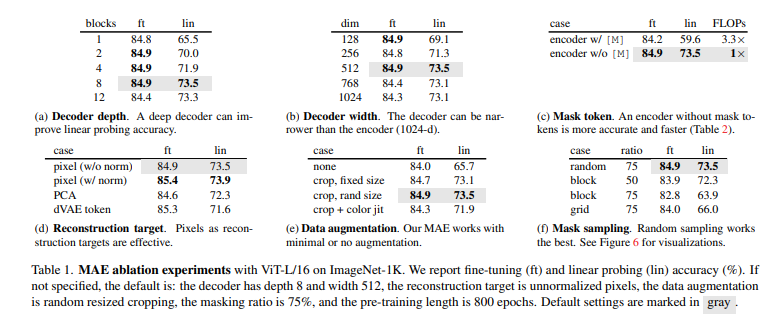 blocks ft lin
1 84.8 65.5
2 84.9 70.0
4 84.9 71.9
8 84.9 73.5
12 84.4 73.3
(a) Decoder depth. A deep decoder can im-
prove linear probing accuracy.
dim ft lin
128 84.9 69.1
256 84.8 71.3
512 84.9 73.5
768 84.4 73.1
1024 84.3 73.1
(b) Decoder width. The decoder can be nar-
rower than the encoder (1024-d).
case ft lin FLOPs
encoder w/ [M] 84.2 59.6 3.3×
encoder w/o [M] 84.9 73.5 1×
(c) Mask token. An encoder without mask to-
kens is more accurate and faster (Table 2).
case ft lin
pixel (w/o norm) 84.9 73.5
pixel (w/ norm) 85.4 73.9
PCA 84.6 72.3
dVAE token 85.3 71.6
(d) Reconstruction target. Pixels as recon-
struction targets are effective.
case ft lin
none 84.0 65.7
crop, fixed size 84.7 73.1
crop, rand size 84.9 73.5
crop + color jit 84.3 71.9
(e) Data augmentation. Our MAE works with
minimal or no augmentation.
case ratio ft lin
random 75 84.9 73.5
block 50 83.9 72.3
block 75 82.8 63.9
grid 75 84.0 66.0
(f) Mask sampling. Random sampling works
the best. See Figure 6 for visualizations.
Table 1. MAE ablation experiments with ViT-L/16 on ImageNet-1K. We report fine-tuning (ft) and linear probing (lin) accuracy (%). If
not specified, the default is: the decoder has depth 8 and width 512, the reconstruction target is unnormalized pixels, the data augmentation
is random resized cropping, the masking ratio is 75%, and the pre-training length is 800 epochs. Default settings are marked in gray .